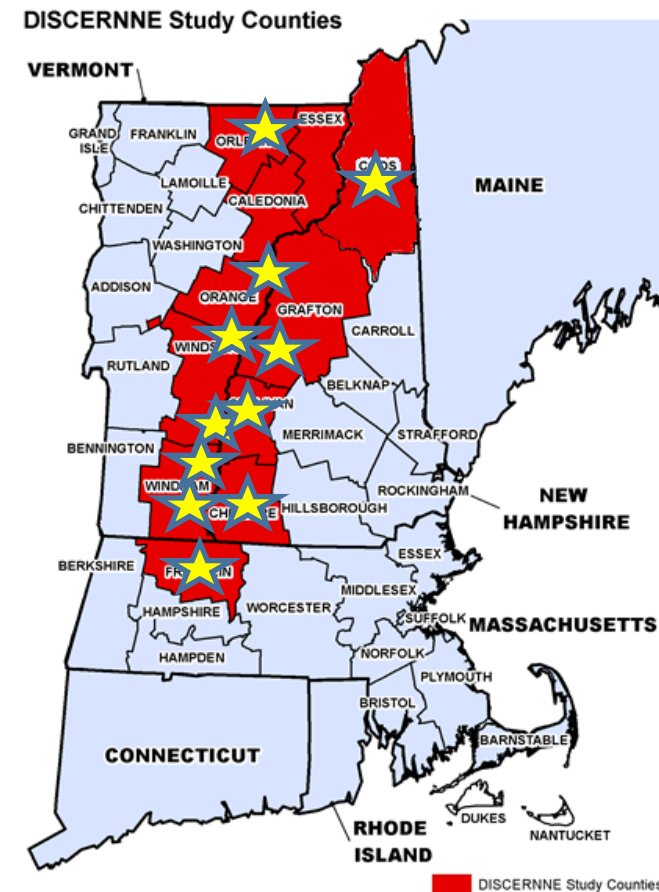 DISCERNNE Study Counties
VERMONT
ESSEX
GRAND
ISLE
FRANKLIN
LAMOILLE
MAINE
CALEDONIA
CHITTENDEN
WASHINGTON
ADDISON
ORANGE
GRAFTON
CARROLL
RUTLAND
BELKNAP
MERRIMACK
STRAFFORD
BENNINGTON
ROCKINGHAM
HILLSBOROUGH
NEW
HAMPSHIRE
ESSEX
BERKSHIRE
MIDDLESEX
HAMPSHIRE
WORCESTER
SUFFOLK
MASSACHUSETTS
NORFOLK
HAMPDEN
PLYMOUTH
BRISTOL
BARNSTABLE
CONNECTICUT
DUKES
RHODE
ISLAND
NANTUCKET
DISCERNNE Study Counties